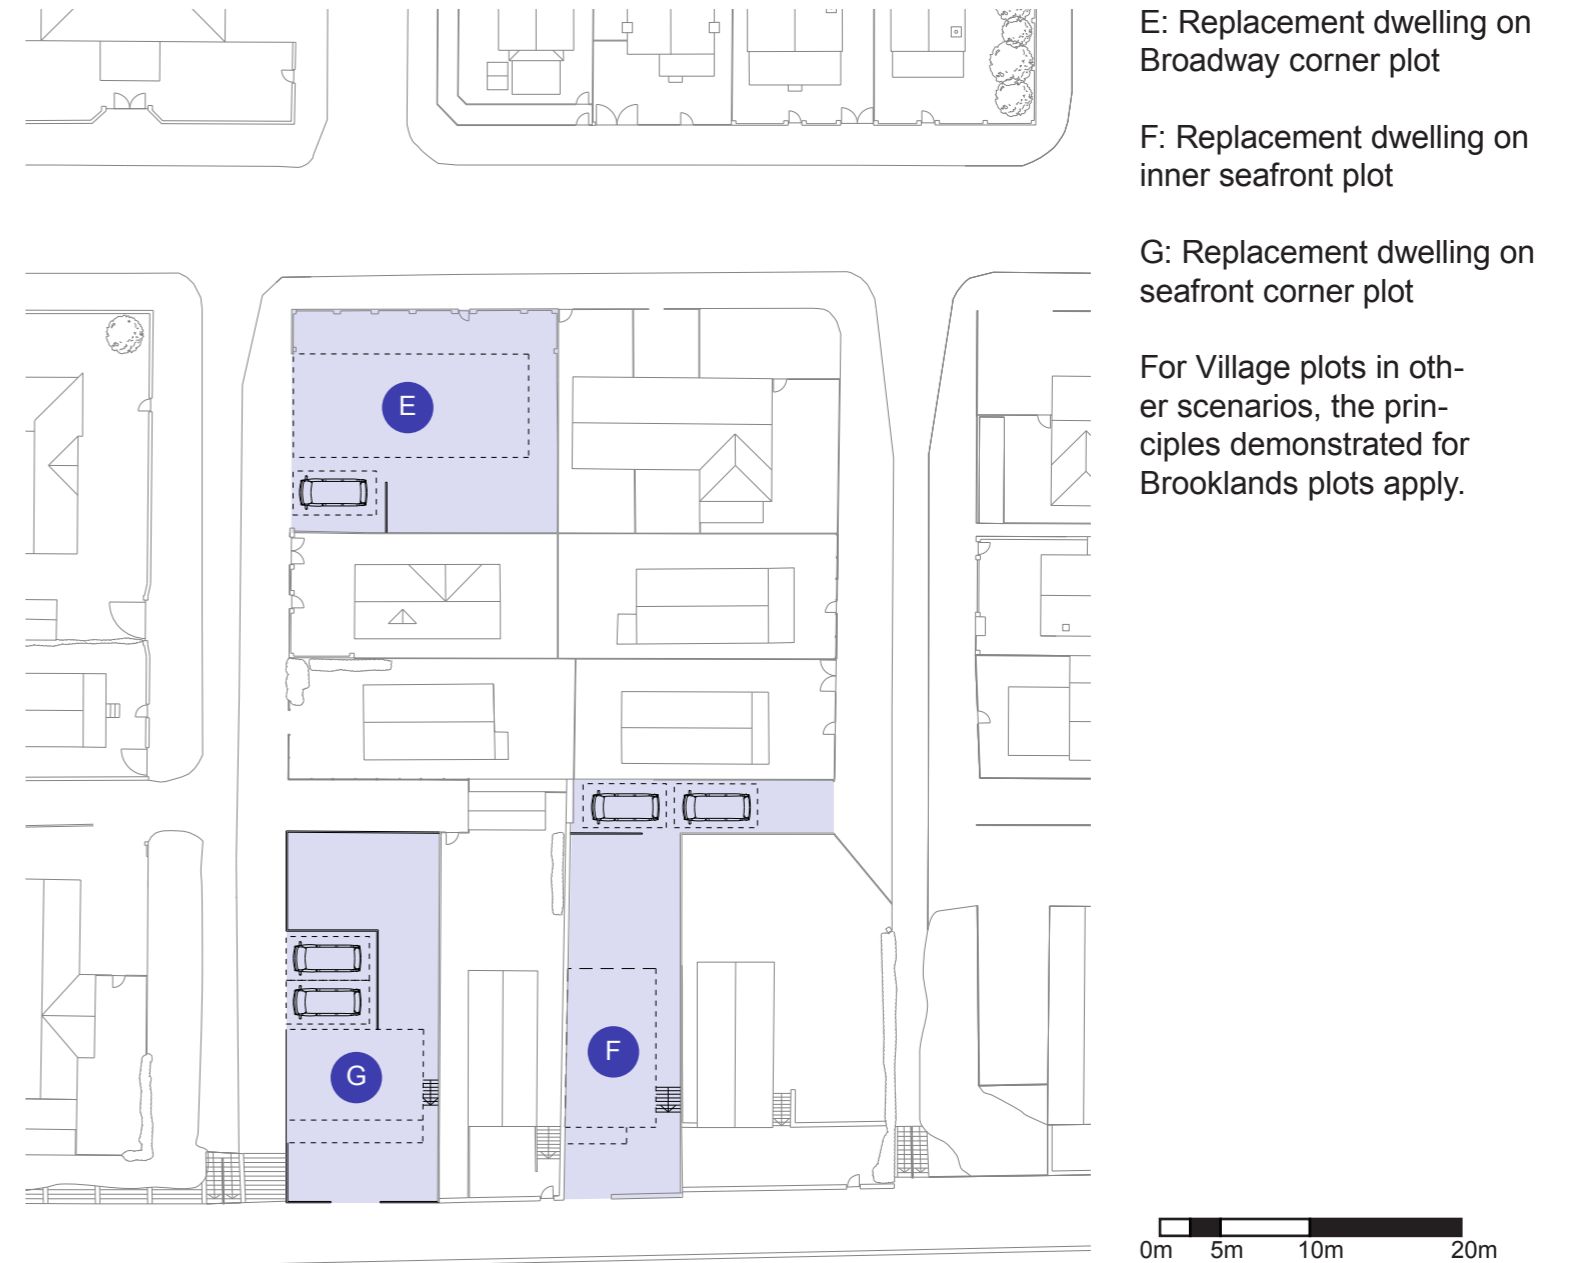 E: Replacement dwelling on
Broadway corner plot
F: Replacement dwelling on
inner seafront plot
G: Replacement dwelling on
seafront corner plot
For Village plots in oth-
er scenarios, the prin-
ciples demonstrated for
Brooklands plots apply.
E
F
G
0m 5m 10m 20m